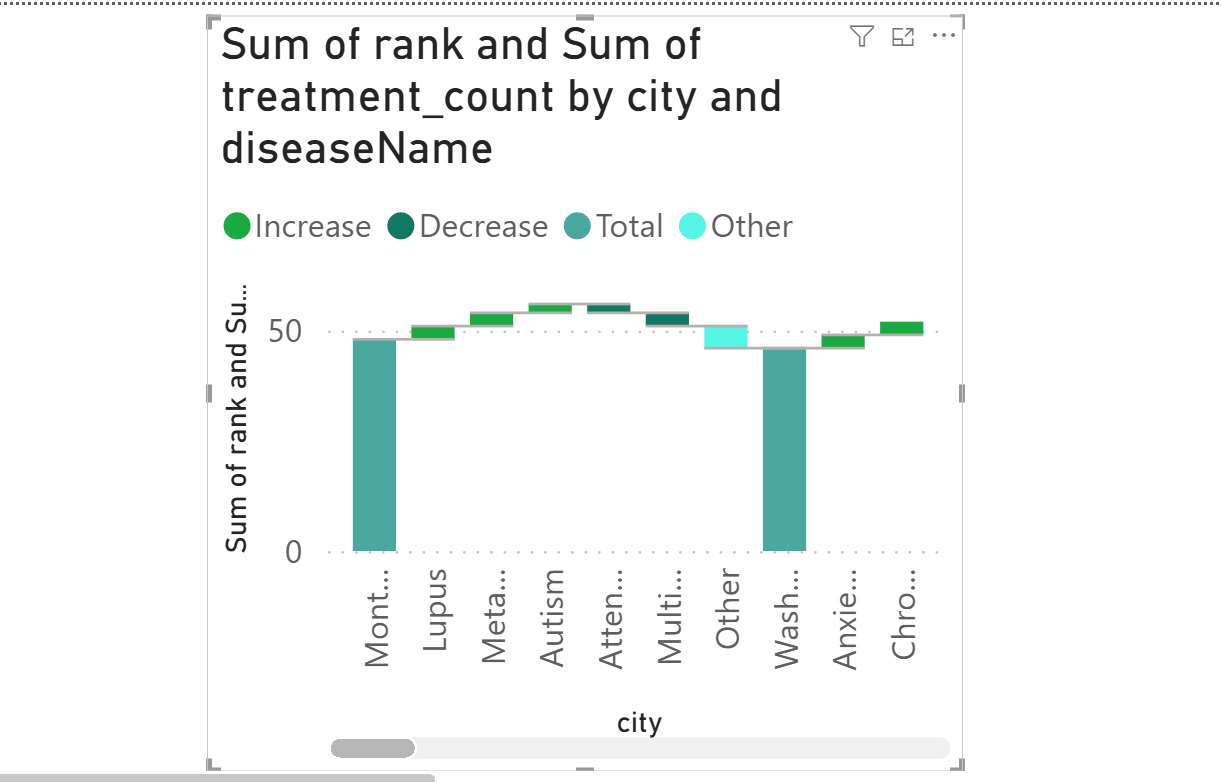 Sum of rank and Sum of
treatment_count by city and
diseaseName
Increase
Decrease
Total
Other
Sum of rank and Su...
50
0
Mont...
Lupus
Meta...
Autism
Atten...
Multi...
Other
Wash...
Anxie...
Chro...
city